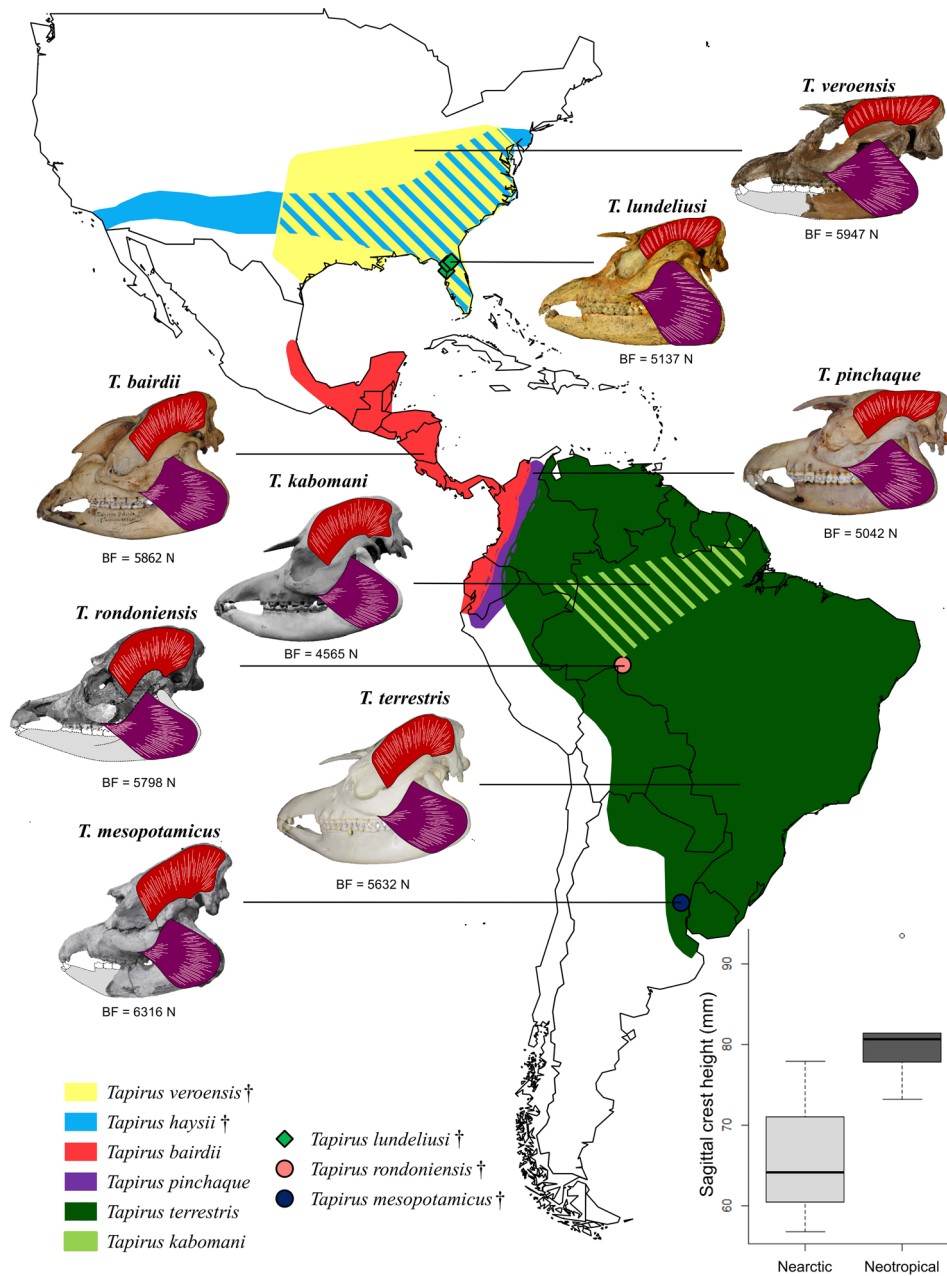 T. veroensis
BF = 5947 N
T. lundeliusi
BF = 5137 N
T. bairdii
BF = 5862 N
T. pinchaque
BF = 5042 N
T. kabomani
BF = 4565 N
T. rondoniensis
BF = 5798 N
T. terrestris
BF = 5632 N
T. mesopotamicus
BF = 6316 N
Tapirus veroensis †
Tapirus haysii †
Tapirus bairdii
Tapirus pinchaque
Tapirus terrestris
Tapirus kabomani
Tapirus lundeliusi †
Tapirus rondoniensis †
Tapirus mesopotamicus †
Sagittal crest height (mm)
90
80
70
60
Nearctic
Neotropical